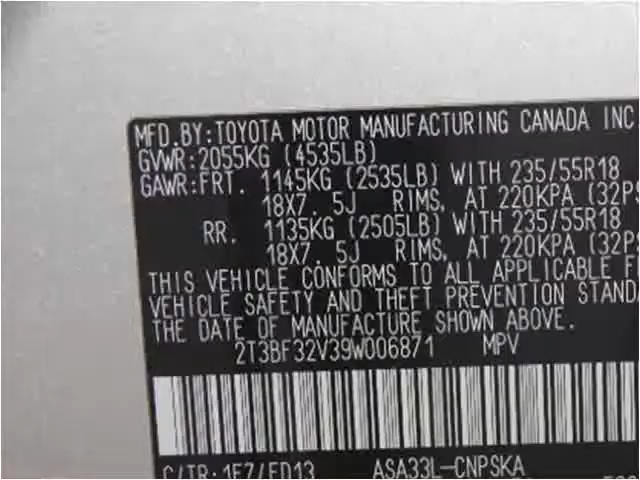 MFD.BY:TOYOTA MOTOR MANUFACTURING CANADA INC
GVWR:2055KG (4535LB)
GAWR:FRT. 1145KG (2535LB) WITH 235/55R18
18X7. 5J RIMS, AT 220KPA (32PS
RR. 1135KG (2505LB) WITH 235/55R18
18X7. 5J RIMS, AT 220KPA (32PS
THIS VEHICLE CONFORMS TO ALL APPLICABLE F
VEHICLE SAFETY AND THEFT PREVENTION STAND
THE DATE OF MANUFACTURE SHOWN ABOVE.
2T3BF32V39W006871 MPV
C/TR:1F7/FD13 ASA33L-CNPSKA